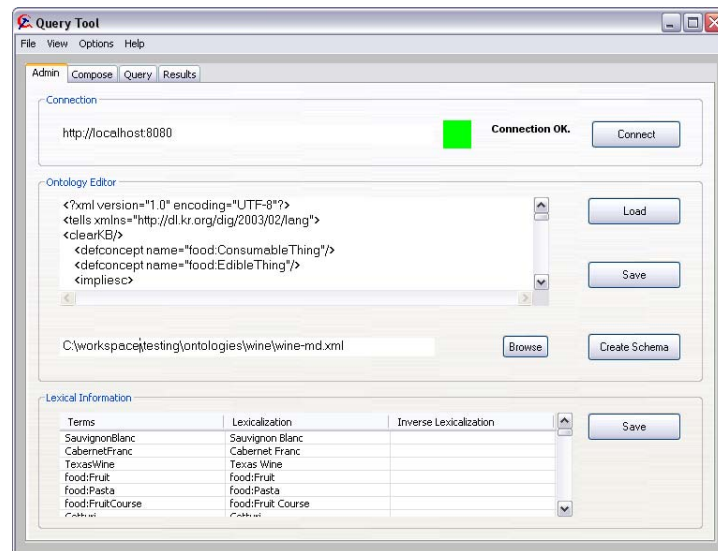 Query Tool
File View Options Help
Admin Compose Query Results
Connection
http://localhost:8080
Connection OK.
Connect
Ontology Editor
<?xml version="1.0" encoding="UTF-8"?>
<tells xmlns="http://dl.kr.org/dig/2003/02/lang">
<clearKB/>
<defconcept name="food:ConsumableThing"/>
<defconcept name="food:EdibleThing"/>
<impliesc>
Load
Save
C:\workspace\testing\ontologies\wine\wine-md.xml
Browse
Create Schema
Lexical Information
Terms Lexicalization Inverse Lexicalization
SauvignonBlanc Sauvignon Blanc
CabernetFranc Cabernet Franc
TexasWine Texas Wine
food:Fruit food:Fruit
food:Pasta food:Pasta
food:FruitCourse food:Fruit Course
Save